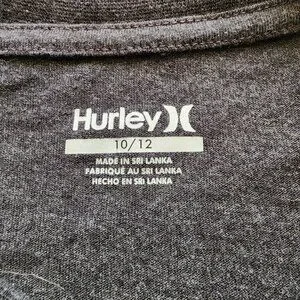 Hurley
10/12
MADE IN SRI LANKA
FABRIQUÉ AU SRI LANKA
HECHO EN SRI LANKA